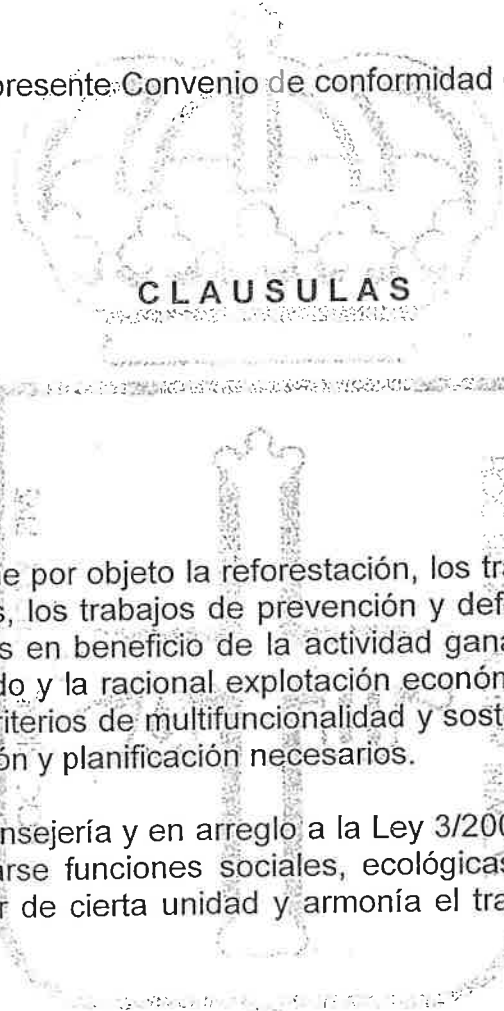 presente Convenio de conformidad
C L A U S U L A S
e por objeto la reforestación, los tra
s, los trabajos de prevención y def
s en beneficio de la actividad gana
do y la racional explotación económ
riterios de multifuncionalidad y sost
ón y planificación necesarios.
nsejería y en arreglo a la Ley 3/200
arse funciones sociales, ecológicas
r de cierta unidad y armonía el tra